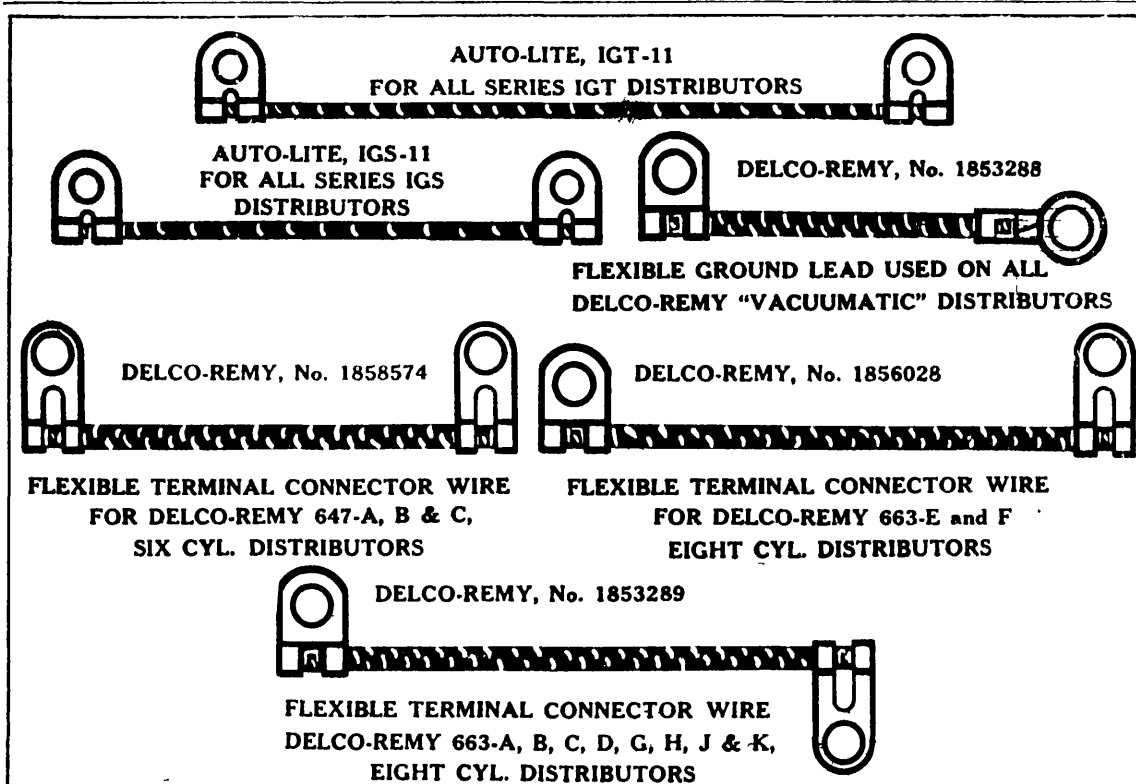 AUTO-LITE, IGT-11
FOR ALL SERIES IGT DISTRIBUTORS
AUTO-LITE, IGS-11
FOR ALL SERIES IGS
DISTRIBUTORS
DELCO-REMY, No. 1853288
FLEXIBLE GROUND LEAD USED ON ALL
DELCO-REMY “VACUUMATIC” DISTRIBUTORS
DELCO-REMY, No. 1858574
FLEXIBLE TERMINAL CONNECTOR WIRE
FOR DELCO-REMY 647-A, B & C,
SIX CYL. DISTRIBUTORS
DELCO-REMY, No. 1856028
FLEXIBLE TERMINAL CONNECTOR WIRE
FOR DELCO-REMY 663-E and F
EIGHT CYL. DISTRIBUTORS
DELCO-REMY, No. 1853289
FLEXIBLE TERMINAL CONNECTOR WIRE
DELCO-REMY 663-A, B, C, D, G, H, J & K,
EIGHT CYL. DISTRIBUTORS